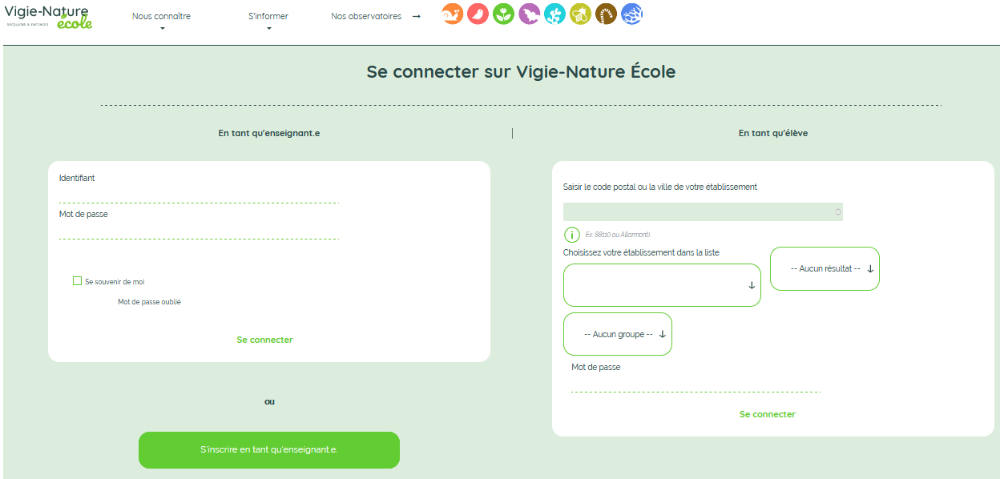 Vigie-Nature
école
Nous connaître
S'informer
Nos observatoires →
Se connecter sur Vigie-Nature École
En tant qu'enseignant.e
|
En tant qu'élève
Identifiant
Mot de passe
Se souvenir de moi
Mot de passe oublié
Se connecter
ou
S'inscrire en tant qu'enseignant.e.
Saisir le code postal ou la ville de votre établissement
i
Ex. 88110 ou Allarmont).
Choisissez votre établissement dans la liste
-- Aucun résultat --
-- Aucun groupe --
Mot de passe
Se connecter